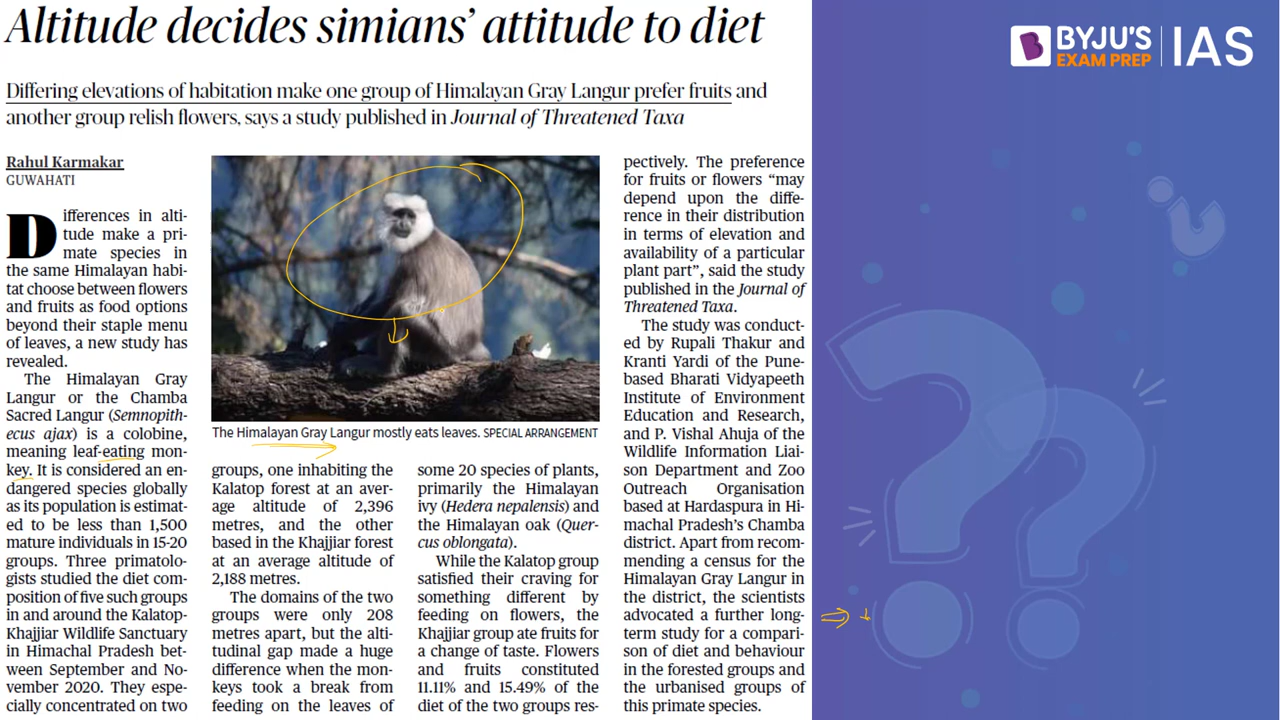 Altitude decides simians’ attitude to diet
Differing elevations of habitation make one group of Himalayan Gray Langur prefer fruits and
another group relish flowers, says a study published in Journal of Threatened Taxa
Rahul Karmakar
GUWAHATI
Differences in alti-
tude make a pri-
mate species in
the same Himalayan habi-
tat choose between flowers
and fruits as food options
beyond their staple menu
of leaves, a new study has
revealed.
The Himalayan Gray
Langur or the Chamba
Sacred Langur (Semnopith-
ecus ajax) is a colobine,
meaning leaf-eating mon-
key. It is considered an en-
dangered species globally
as its population is estimat-
ed to be less than 1,500
mature individuals in 15-20
groups. Three primatolo-
gists studied the diet com-
position of five such groups
in and around the Kalatop-
Khajjiar Wildlife Sanctuary
in Himachal Pradesh bet-
ween September and No-
vember 2020. They espe-
cially concentrated on two
The Himalayan Gray Langur mostly eats leaves. SPECIAL ARRANGEMENT
groups, one inhabiting the
Kalatop forest at an aver-
age altitude of 2,396
metres, and the other
based in the Khajjiar forest
at an average altitude of
2,188 metres.
The domains of the two
groups were only 208
metres apart, but the alti-
tudinal gap made a huge
difference when the mon-
keys took a break from
feeding on the leaves of
some 20 species of plants,
primarily the Himalayan
ivy (Hedera nepalensis) and
the Himalayan oak (Quer-
cus oblongata).
While the Kalatop group
satisfied their craving for
something different by
feeding on flowers, the
Khajjiar group ate fruits for
a change of taste. Flowers
and fruits constituted
11.11% and 15.49% of the
diet of the two groups res-
pectively. The preference
for fruits or flowers “may
depend upon the diffe-
rence in their distribution
in terms of elevation and
availability of a particular
plant part”, said the study
published in the Journal of
Threatened Taxa.
The study was conduct-
ed by Rupali Thakur and
Kranti Yardi of the Pune-
based Bharati Vidyapeeth
Institute of Environment
Education and Research,
and P. Vishal Ahuja of the
Wildlife Information Liai-
son Department and Zoo
Outreach Organisation
based at Hardaspura in Hi-
machal Pradesh’s Chamba
district. Apart from recom-
mending a census for the
Himalayan Gray Langur in
the district, the scientists
advocated a further long-
term study for a compari-
son of diet and behaviour
in the forested groups and
the urbanised groups of
this primate species.
BYJU'S
EXAM PREP
IAS